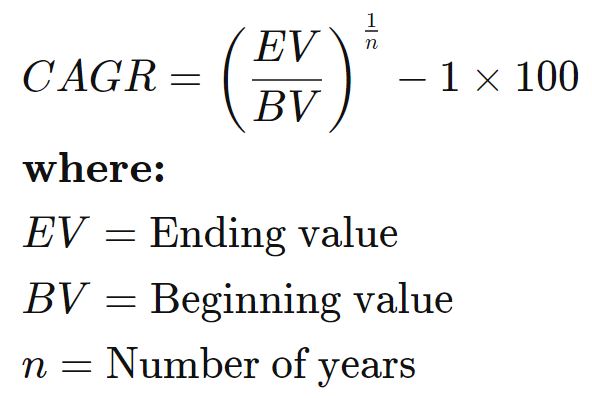 CAGR = (EV/BV)^(1/n) − 1 × 100
where:
EV = Ending value
BV = Beginning value
n = Number of years